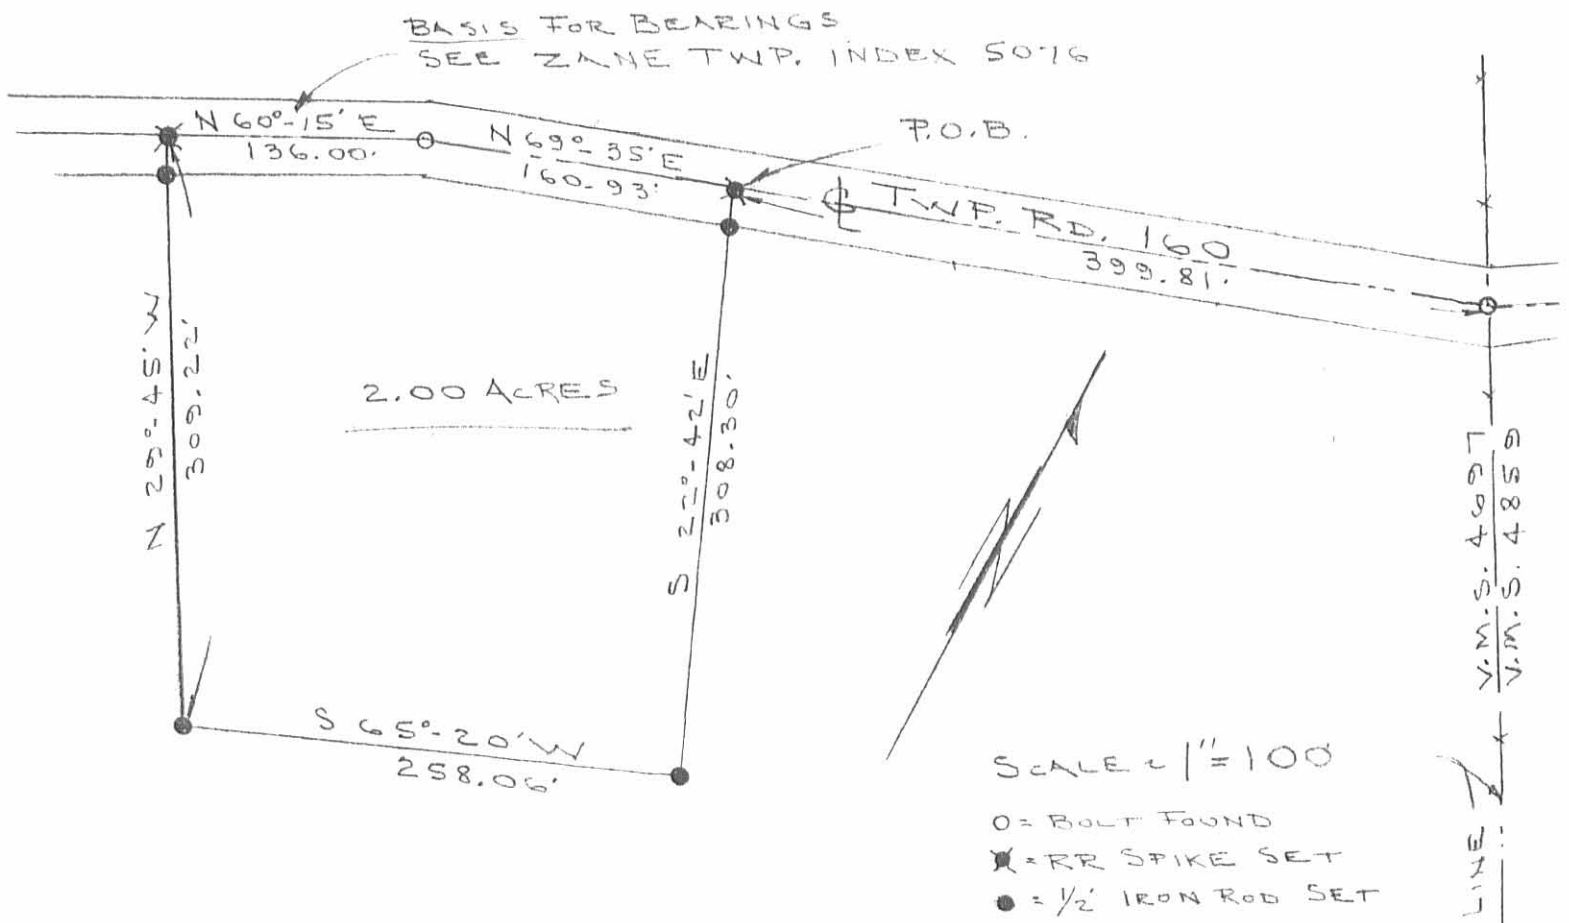 BASIS FOR BEARINGS
SEE ZANE TWP. INDEX 5076
N 60°-15' E
136.00'
N 69°-35' E
160.93'
P.O.B.
℄ TWP. RD. 160
399.81'
N 29°-45' W
309.22'
2.00 ACRES
S 22°-42' E
308.30'
V.M.S. 4697
V.M.S. 4859
S 65°-20' W
258.06'
LINE
SCALE ~ 1"=100'
O = BOLT FOUND
= RR SPIKE SET
● = 1/2' IRON ROD SET